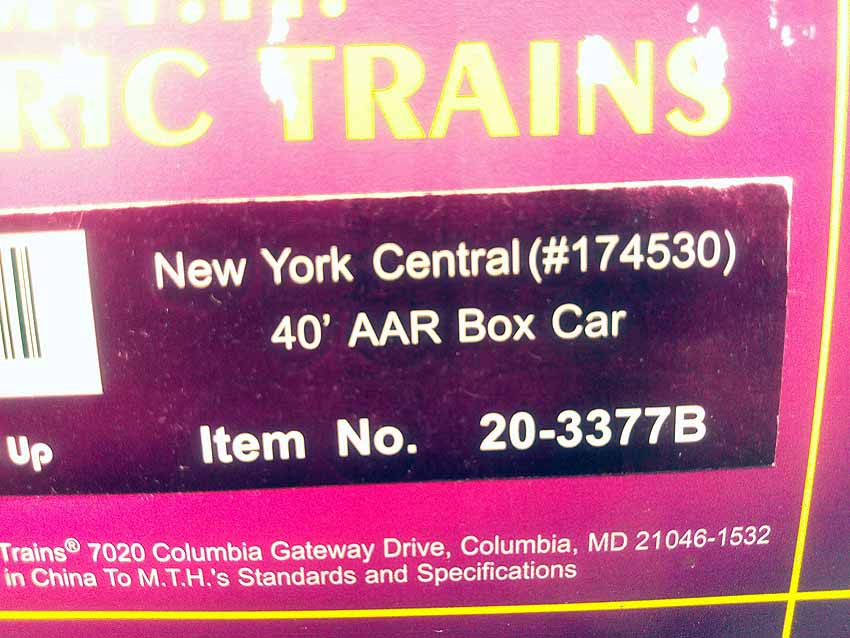 M.T.H.
RIC TRAINS
New York Central (#174530)
40' AAR Box Car
Up
Item No. 20-3377B
Trains® 7020 Columbia Gateway Drive, Columbia, MD 21046-1532
in China To M.T.H.'s Standards and Specifications